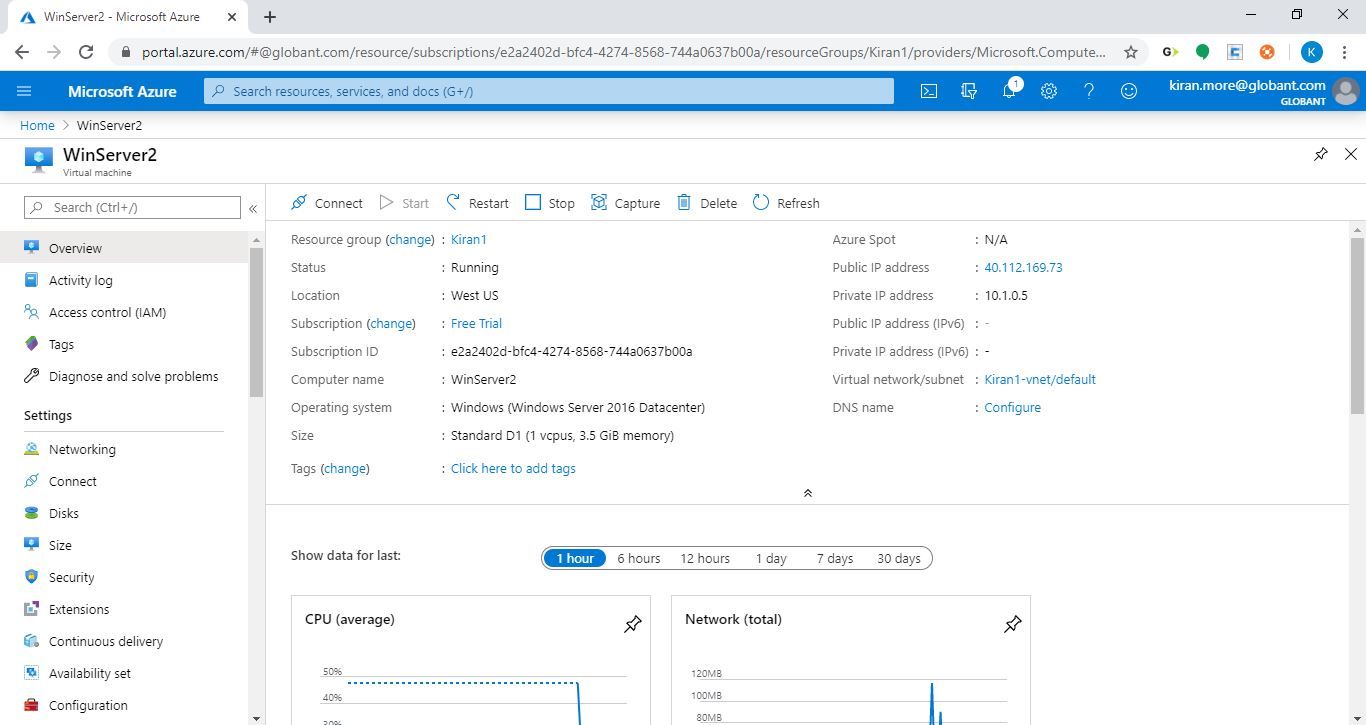 WinServer2 - Microsoft Azure
portal.azure.com/#@globant.com/resource/subscriptions/e2a2402d-bfc4-4274-8568-744a0637b00a/resourceGroups/Kiran1/providers/Microsoft.Compute...
G
K
Microsoft Azure
Search resources, services, and docs (G+/)
1
kiran.more@globant.com
GLOBANT
Home > WinServer2
WinServer2
Virtual machine
Search (Ctrl+/)
«
Overview
Activity log
Access control (IAM)
Tags
Diagnose and solve problems
Settings
Networking
Connect
Disks
Size
Security
Extensions
Continuous delivery
Availability set
Configuration
Connect Start Restart Stop Capture Delete Refresh
Resource group (change) : Kiran1
Status : Running
Location : West US
Subscription (change) : Free Trial
Subscription ID : e2a2402d-bfc4-4274-8568-744a0637b00a
Computer name : WinServer2
Operating system : Windows (Windows Server 2016 Datacenter)
Size : Standard D1 (1 vcpus, 3.5 GiB memory)
Tags (change) : Click here to add tags
Azure Spot : N/A
Public IP address : 40.112.169.73
Private IP address : 10.1.0.5
Public IP address (IPv6) : -
Private IP address (IPv6) : -
Virtual network/subnet : Kiran1-vnet/default
DNS name : Configure
Show data for last: 1 hour 6 hours 12 hours 1 day 7 days 30 days
CPU (average)
50%
40%
30%
Network (total)
120MB
100MB
80MB